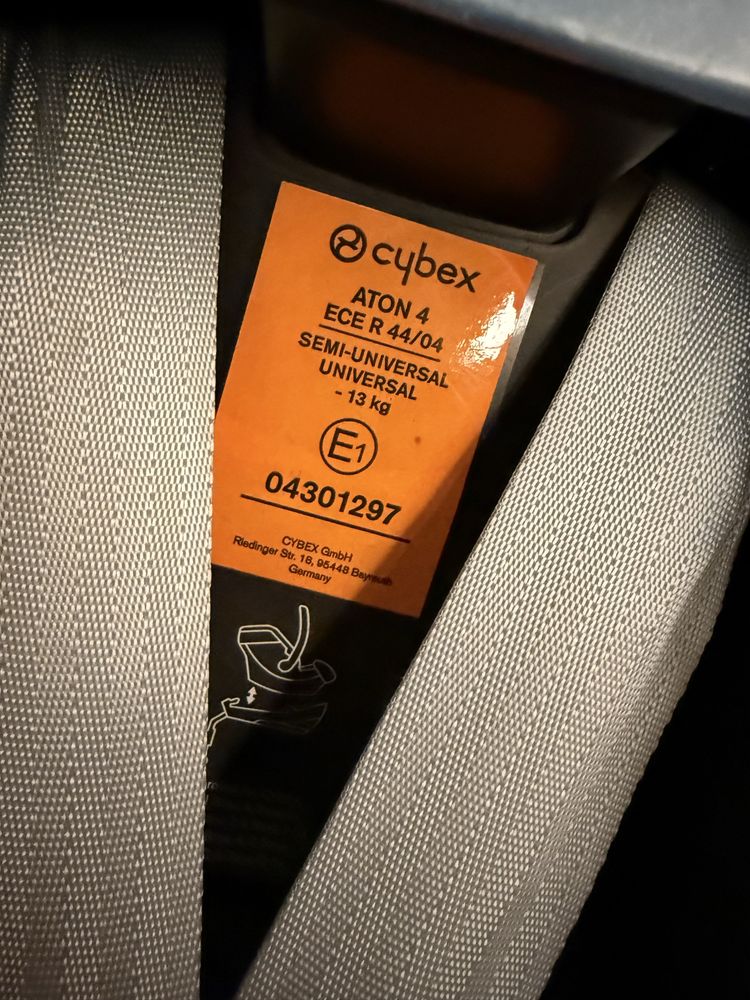 cybex
ATON 4
ECE R 44/04
SEMI-UNIVERSAL
UNIVERSAL
- 13 kg
E1
04301297
CYBEX GmbH
Riedinger Str. 18, 95448 Bayreuth
Germany